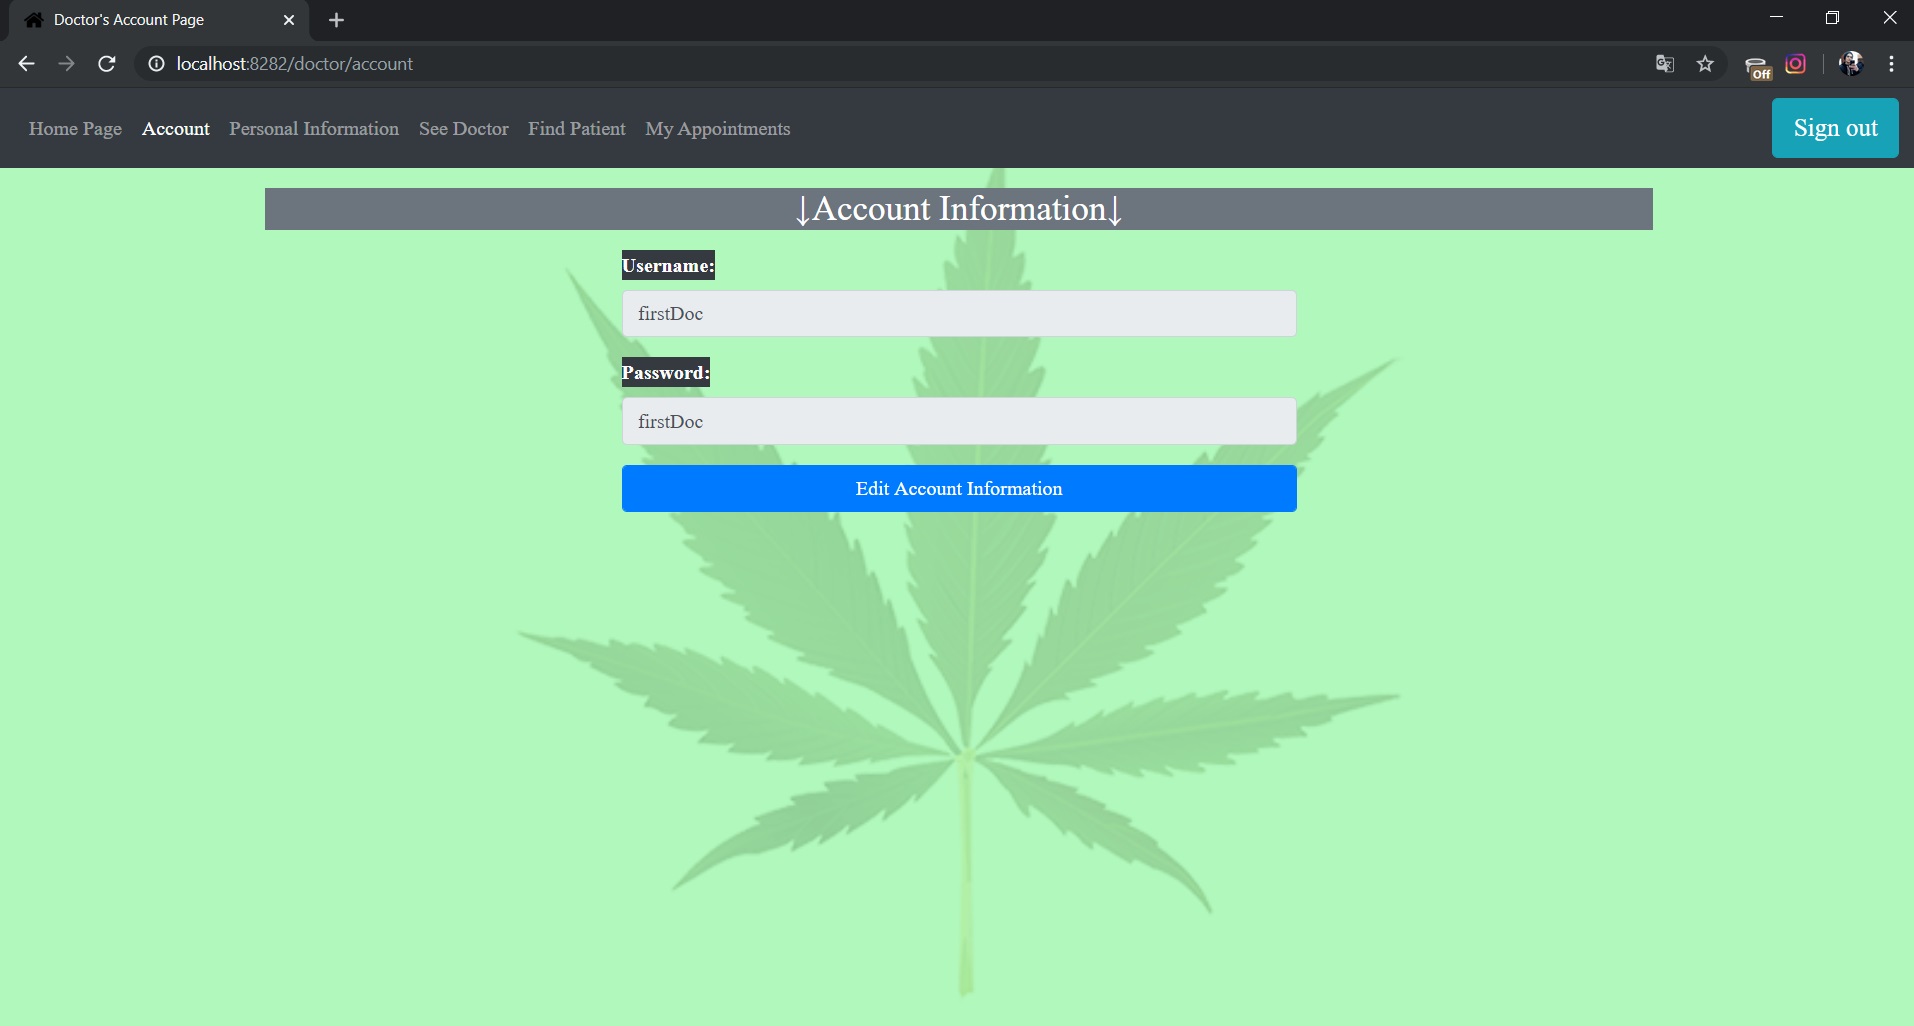 Doctor's Account Page
localhost:8282/doctor/account
Off
Home Page Account Personal Information See Doctor Find Patient My Appointments Sign out
↓Account Information↓
Username:
firstDoc
Password:
firstDoc
Edit Account Information